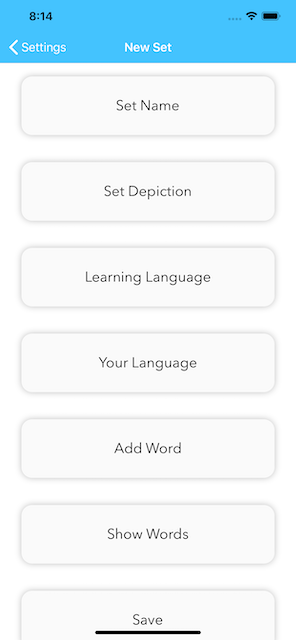 8:14
Settings
New Set
Set Name
Set Depiction
Learning Language
Your Language
Add Word
Show Words
Save